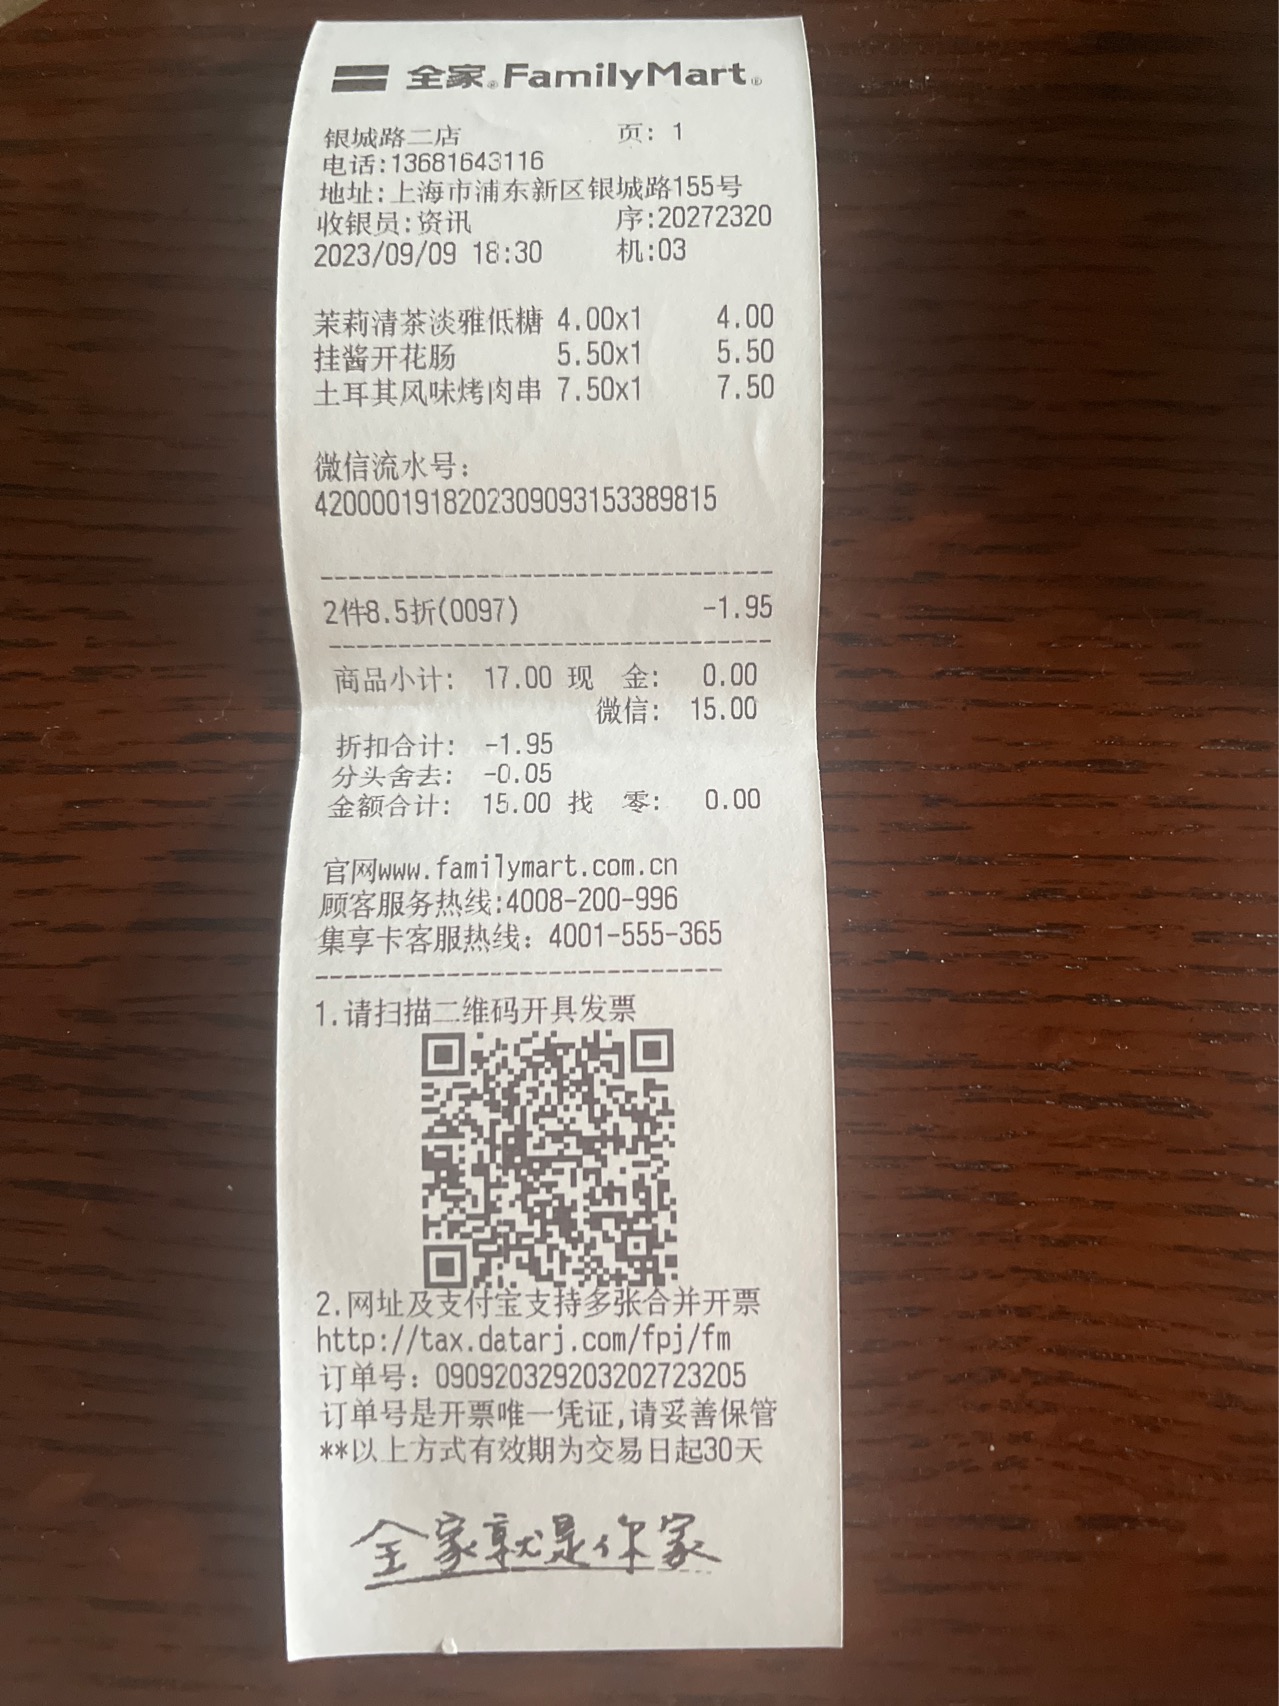 全家®FamilyMart®
银城路二店 页: 1
电话:13681643116
地址:上海市浦东新区银城路155号
收银员:资讯 序:20272320
2023/09/09 18:30 机:03
茉莉清茶淡雅低糖 4.00x1 4.00
挂酱开花肠 5.50x1 5.50
土耳其风味烤肉串 7.50x1 7.50
微信流水号:
4200001918202309093153389815
--------------------------------
2件8.5折(0097) -1.95
--------------------------------
商品小计: 17.00 现 金: 0.00
微信: 15.00
折扣合计: -1.95
分头舍去: -0.05
金额合计: 15.00 找 零: 0.00
官网www.familymart.com.cn
顾客服务热线:4008-200-996
集享卡客服热线: 4001-555-365
-----------------------------
1.请扫描二维码开具发票
2.网址及支付宝支持多张合并开票
http://tax.datarj.com/fpj/fm
订单号: 090920329203202723205
订单号是开票唯一凭证,请妥善保管
**以上方式有效期为交易日起30天
全家就是你家